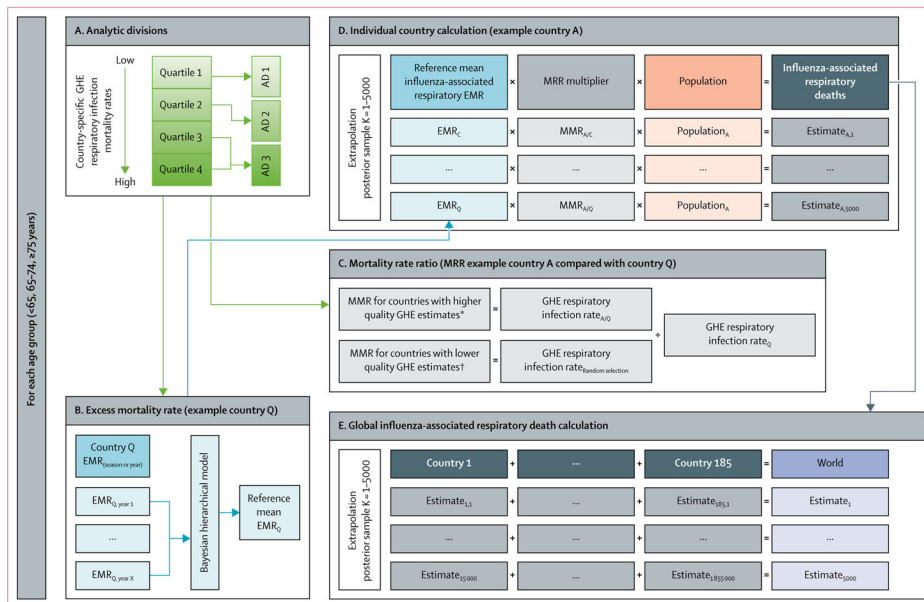 For each age group (<65, 65–74, ≥75 years)
A. Analytic divisions
Country-specific GHE
respiratory infection
mortality rates
Low
High
Quartile 1
Quartile 2
Quartile 3
Quartile 4
AD 1
AD 2
AD 3
B. Excess mortality rate (example country Q)
Country Q
EMR(season or year)
EMRQ, year 1
...
EMRQ, year X
Bayesian hierarchical model
Reference
mean
EMRQ
D. Individual country calculation (example country A)
Extrapolation
posterior sample K=1–5000
Reference mean
influenza-associated
respiratory EMR
×
MRR multiplier
×
Population
=
Influenza-associated
respiratory
deaths
EMRC
×
MMRA/C
×
PopulationA
=
EstimateA,1
...
×
...
×
...
=
...
EMRQ
×
MMRA/Q
×
PopulationA
=
EstimateA,5000
C. Mortality rate ratio (MRR example country A compared with country Q)
MMR for countries with higher
quality GHE estimates*
=
GHE respiratory
infection rateA/Q
MMR for countries with lower
quality GHE estimates†
=
GHE respiratory
infection rateRandom selection
÷
GHE respiratory
infection rateQ
E. Global influenza-associated respiratory death calculation
Extrapolation
posterior sample K=1–5000
Country 1
+
...
+
Country 185
=
World
Estimate1,1
+
...
+
Estimate185,1
=
Estimate1
...
+
...
+
...
=
...
Estimate15000
+
...
+
Estimate1855000
=
Estimate5000